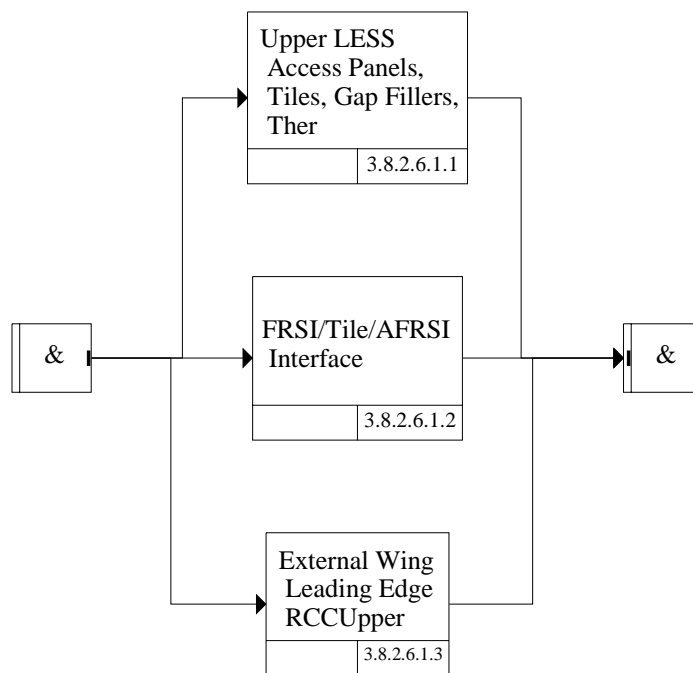 Upper LESS
Access Panels,
Tiles, Gap Fillers,
Ther
3.8.2.6.1.1
&
FRSI/Tile/AFRSI
Interface
3.8.2.6.1.2
&
External Wing
Leading Edge
RCCUpper
3.8.2.6.1.3